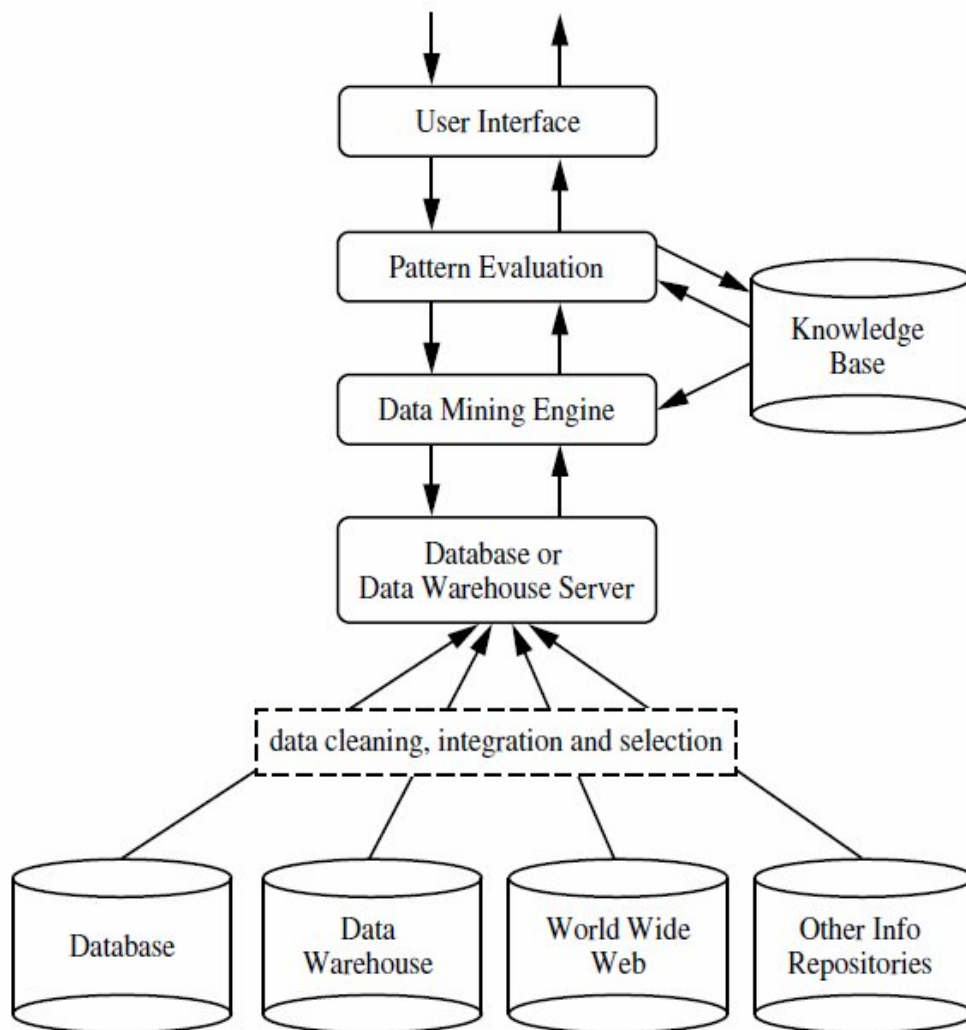 User Interface
Pattern Evaluation
Knowledge
Base
Data Mining Engine
Database or
Data Warehouse Server
data cleaning, integration and selection
Database
Data
Warehouse
World Wide
Web
Other Info
Repositories